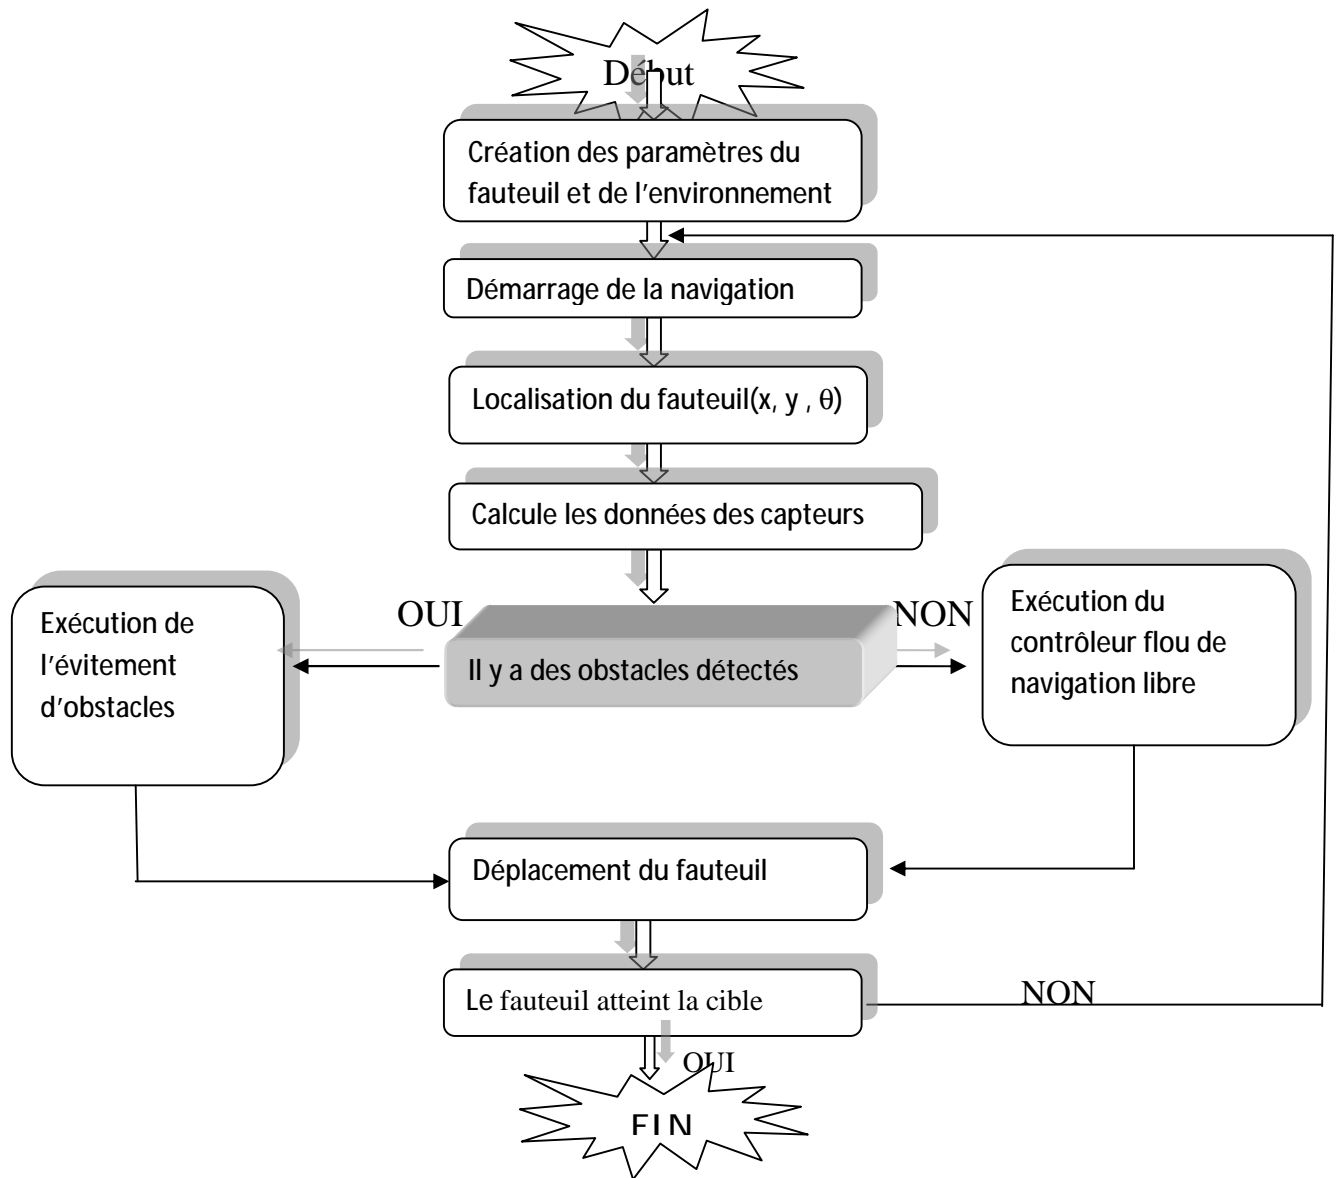 Début
Création des paramètres du
fauteuil et de l'environnement
Démarrage de la navigation
Localisation du fauteuil(x, y , θ)
Calcule les données des capteurs
OUI
NON
Exécution de
l'évitement
d'obstacles
Il y a des obstacles détectés
Exécution du
contrôleur flou de
navigation libre
Déplacement du fauteuil
Le fauteuil atteint la cible
NON
OUI
FIN